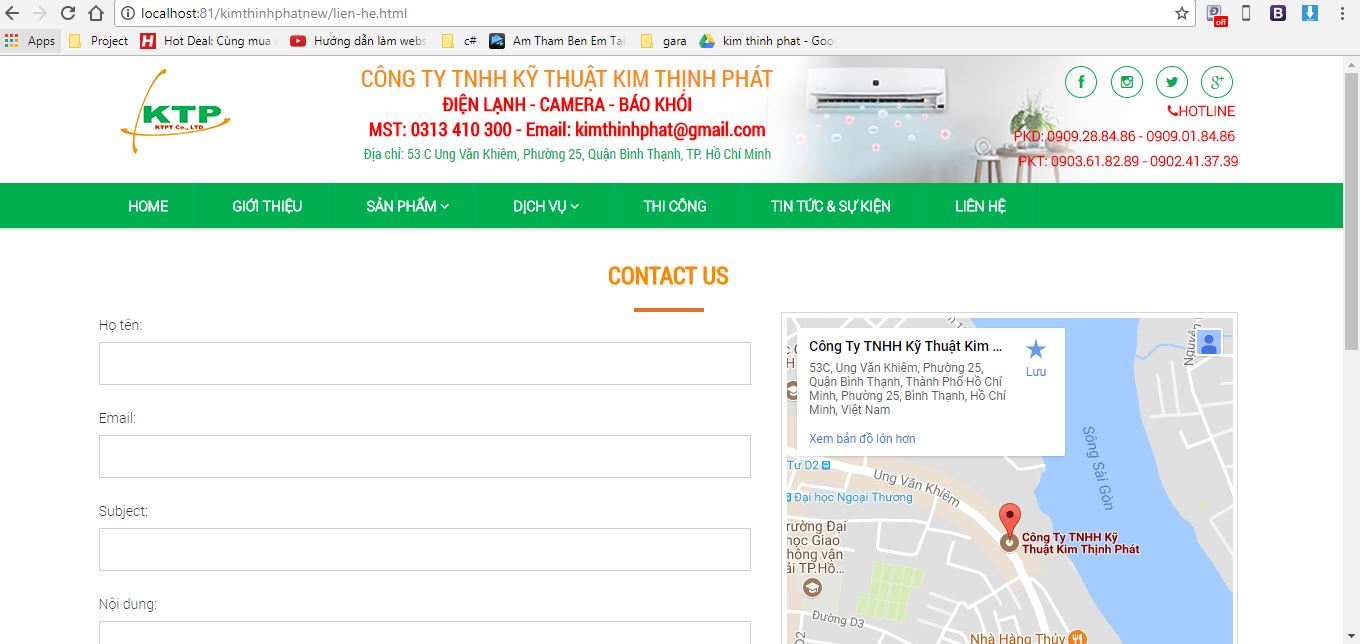 localhost:81/kimthinhphatnew/lien-he.html
off
B
Apps
Project
H
Hot Deal: Cùng mua
Hướng dẫn làm webs
c#
Am Tham Ben Em Ta
gara
kim thinh phat - Goo
KTP
KTPT Co., LTD
CÔNG TY TNHH KỸ THUẬT KIM THỊNH PHÁT
ĐIỆN LẠNH - CAMERA - BÁO KHÓI
MST: 0313 410 300 - Email: kimthinhphat@gmail.com
Địa chỉ: 53 C Ung Văn Khiêm, Phường 25, Quận Bình Thạnh, TP. Hồ Chí Minh
HOTLINE
PKD: 0909.28.84.86 - 0909.01.84.86
PKT: 0903.61.82.89 - 0902.41.37.39
HOME
GIỚI THIỆU
SẢN PHẨM
DỊCH VỤ
THI CÔNG
TIN TỨC & SỰ KIỆN
LIÊN HỆ
CONTACT US
Họ tên:
Email:
Subject:
Nội dung:
Công Ty TNHH Kỹ Thuật Kim ...
53C, Ung Văn Khiêm, Phường 25,
Quận Bình Thạnh, Thành Phố Hồ Chí
Minh, Phường 25, Bình Thạnh, Hồ Chí
Minh, Việt Nam
Lưu
Xem bản đồ lớn hơn
Nguyễn
Sông Sài Gòn
Tư D2
Ung Văn Khiêm
Đại học Ngoại Thương
rường Đại
học Giao
hông vận
ải TP.Hồ...
Công Ty TNHH Kỹ
Thuật Kim Thịnh Phát
Đường D3
D2
Nhà Hàng Thủy